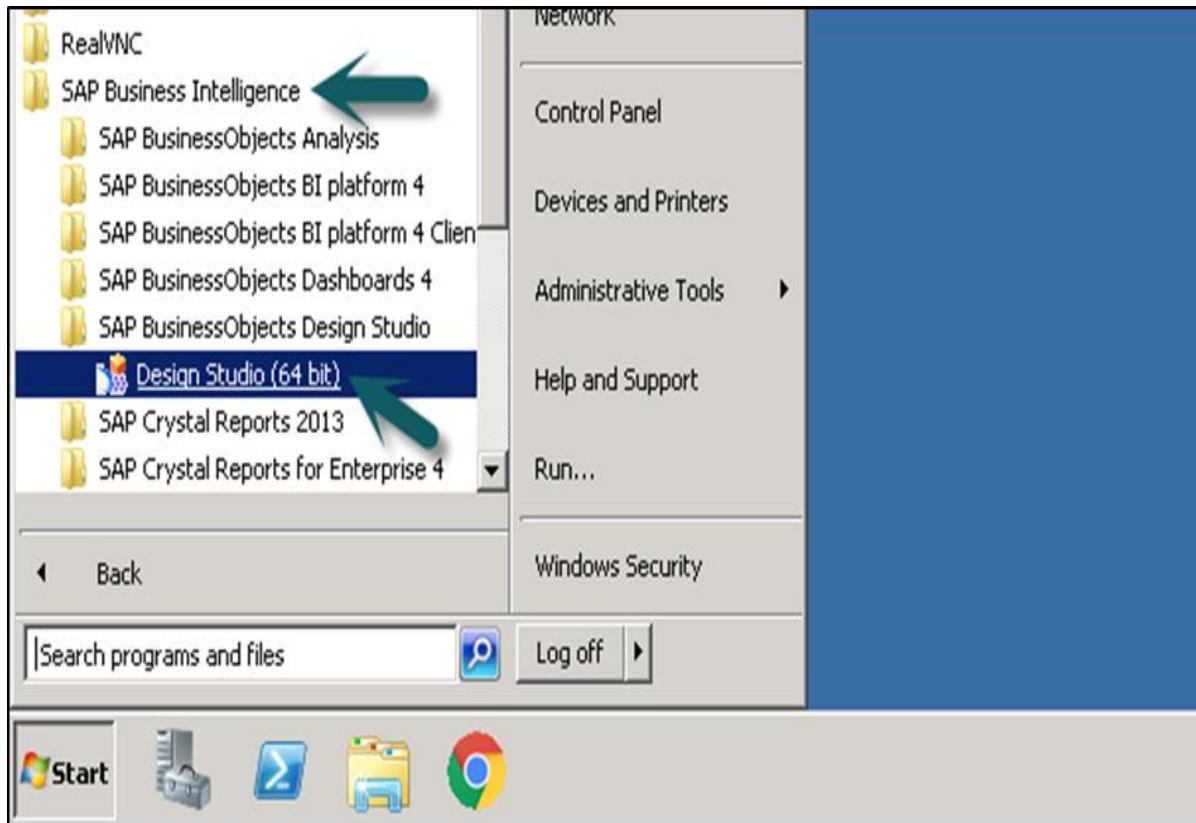 RealVNC
SAP Business Intelligence
SAP BusinessObjects Analysis
SAP BusinessObjects BI platform 4
SAP BusinessObjects BI platform 4 Clien
SAP BusinessObjects Dashboards 4
SAP BusinessObjects Design Studio
Design Studio (64 bit)
SAP Crystal Reports 2013
SAP Crystal Reports for Enterprise 4
Back
Search programs and files
Network
Control Panel
Devices and Printers
Administrative Tools
Help and Support
Run...
Windows Security
Log off
Start